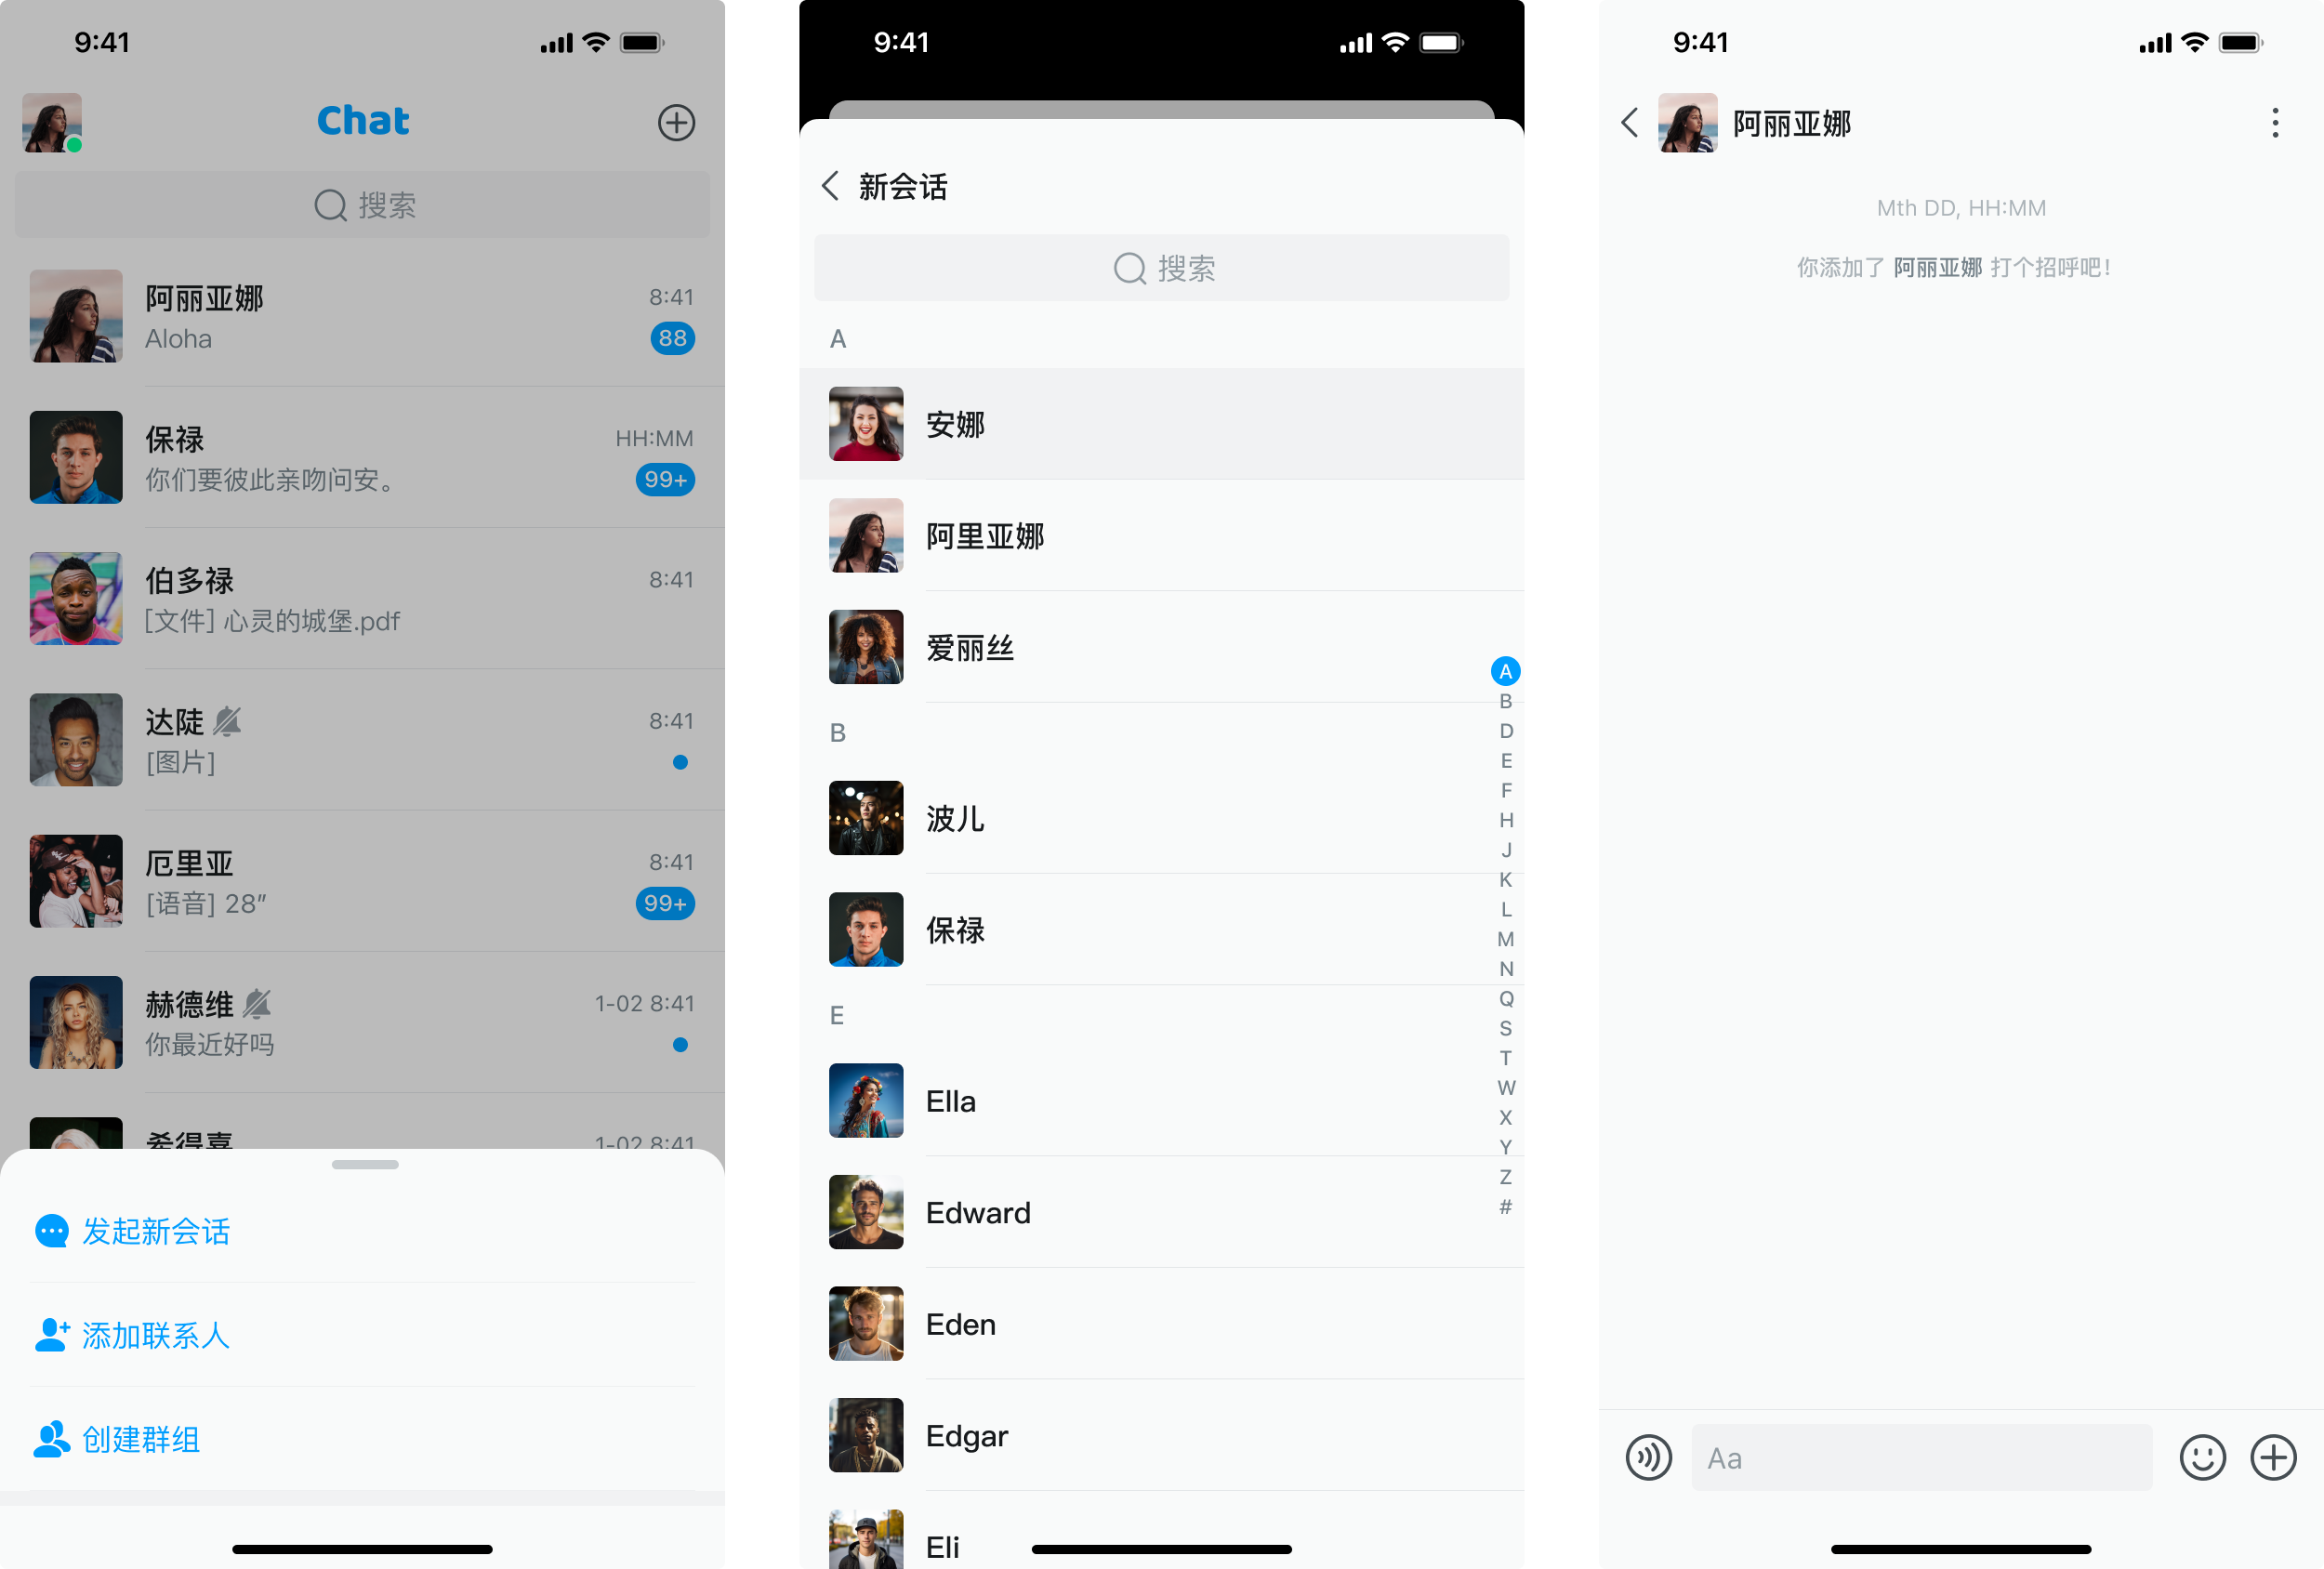 9:41
Chat
搜索
阿丽亚娜
8:41
Aloha
88
保禄
HH:MM
你们要彼此亲吻问安。
99+
伯多禄
8:41
[文件] 心灵的城堡.pdf
达陡
8:41
[图片]
厄里亚
8:41
[语音] 28″
99+
赫德维
1-02 8:41
你最近好吗
希得嘉
1-02 8:41
发起新会话
添加联系人
创建群组
9:41
新会话
搜索
A
安娜
阿里亚娜
爱丽丝
B
波儿
保禄
E
Ella
Edward
Eden
Edgar
Eli
A
B
D
E
F
H
J
K
L
M
N
Q
S
T
W
X
Y
Z
#
9:41
阿丽亚娜
Mth DD, HH:MM
你添加了 阿丽亚娜 打个招呼吧!
Aa